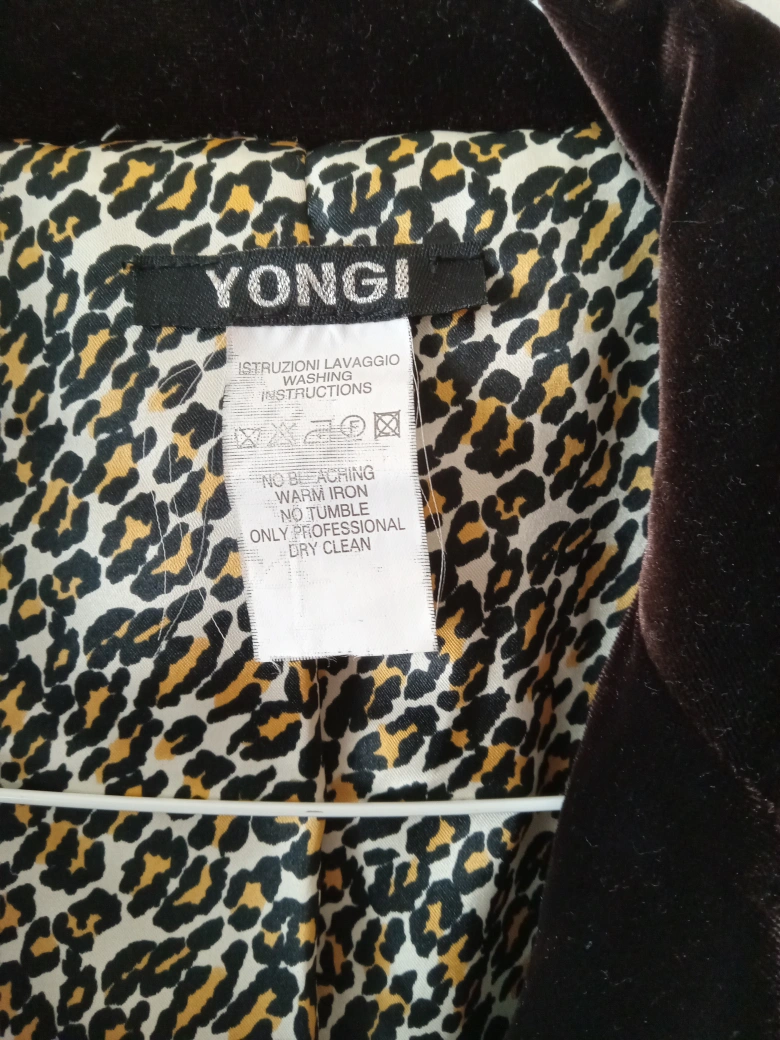 YONGI
ISTRUZIONI LAVAGGIO
WASHING
INSTRUCTIONS
F
NO BLEACHING
WARM IRON
NO TUMBLE
ONLY PROFESSIONAL
DRY CLEAN